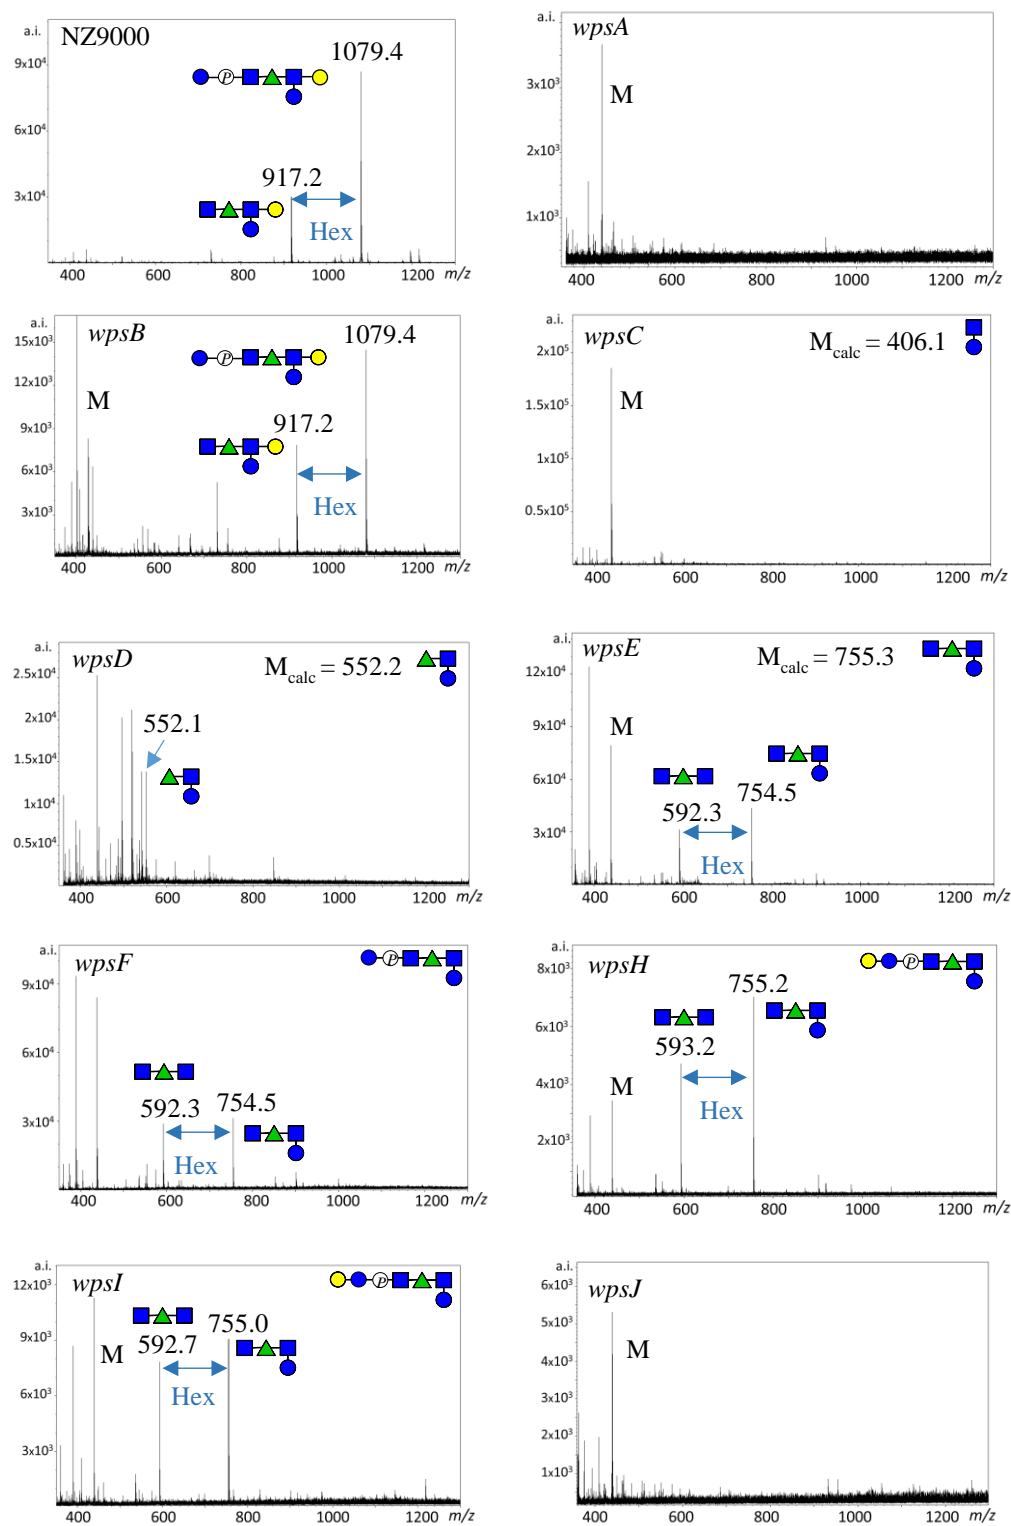 NZ9000
a.i.
9x10⁴
6x10⁴
3x10⁴
1079.4
P
917.2
Hex
400 600 800 1000 1200 m/z
wpsA
a.i.
3x10³
2x10³
1x10³
M
400 600 800 1000 1200 m/z
wpsB
a.i.
15x10³
12x10³
9x10³
6x10³
3x10³
1079.4
P
M
917.2
Hex
400 600 800 1000 1200 m/z
wpsC
a.i.
2x10⁵
1.5x10⁵
1x10⁵
0.5x10⁵
Mcalc = 406.1
M
400 600 800 1000 1200 m/z
wpsD
a.i.
2.5x10⁴
2x10⁴
1.5x10⁴
1x10⁴
0.5x10⁴
Mcalc = 552.2
552.1
400 600 800 1000 1200 m/z
wpsE
a.i.
12x10⁴
9x10⁴
6x10⁴
3x10⁴
Mcalc = 755.3
M
754.5
592.3
Hex
400 600 800 1000 1200 m/z
wpsF
a.i.
9x10⁴
6x10⁴
3x10⁴
P
592.3 754.5
Hex
400 600 800 1000 1200 m/z
wpsH
a.i.
8x10³
6x10³
4x10³
2x10³
P
755.2
593.2
M
Hex
400 600 800 1000 1200 m/z
wpsI
a.i.
12x10³
9x10³
6x10³
3x10³
P
M 592.7 755.0
Hex
400 600 800 1000 1200 m/z
wpsJ
a.i.
6x10³
5x10³
4x10³
3x10³
2x10³
1x10³
M
400 600 800 1000 1200 m/z